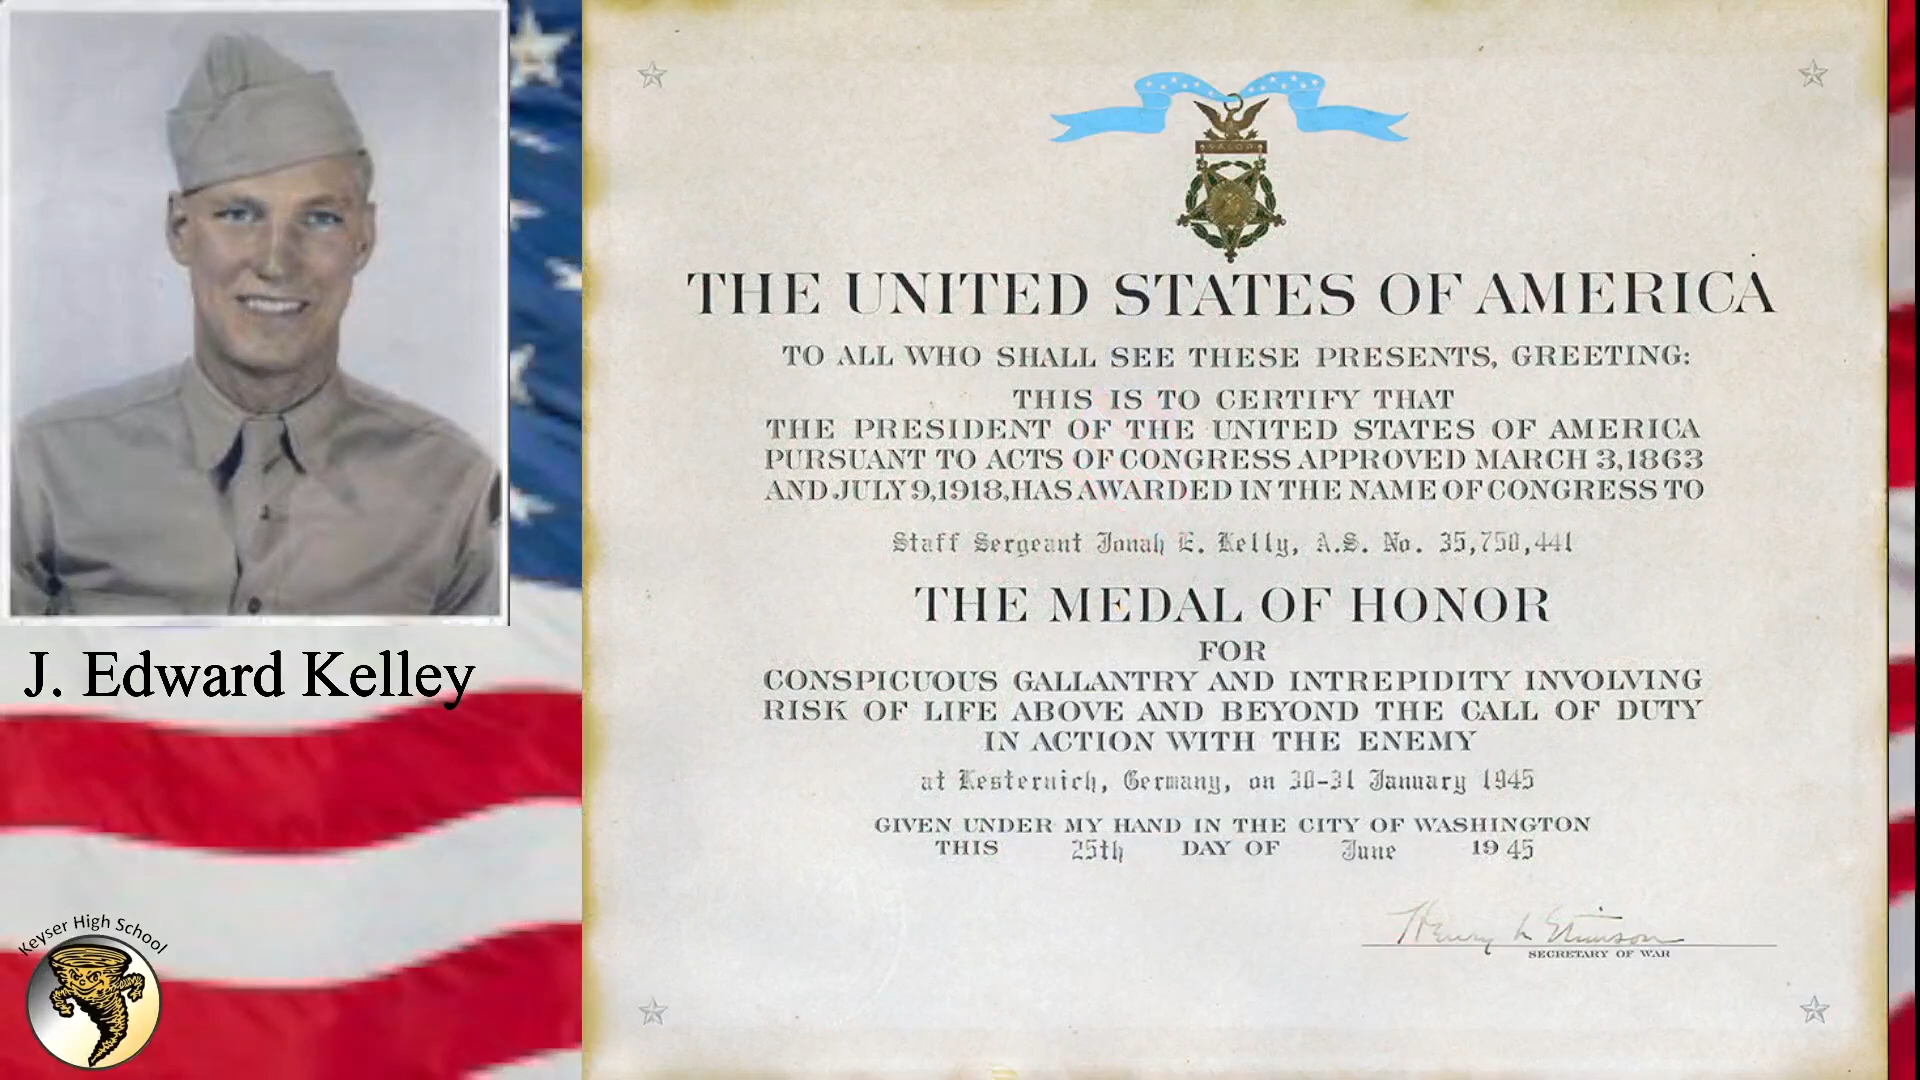 J. Edward Kelley
Keyser High School
VALOR
THE UNITED STATES OF AMERICA
TO ALL WHO SHALL SEE THESE PRESENTS, GREETING:
THIS IS TO CERTIFY THAT
THE PRESIDENT OF THE UNITED STATES OF AMERICA
PURSUANT TO ACTS OF CONGRESS APPROVED MARCH 3,1863
AND JULY 9,1918,HAS AWARDED IN THE NAME OF CONGRESS TO
Staff Sergeant Jonah E. Kelly, A.S. No. 35,750,441
THE MEDAL OF HONOR
FOR
CONSPICUOUS GALLANTRY AND INTREPIDITY INVOLVING
RISK OF LIFE ABOVE AND BEYOND THE CALL OF DUTY
IN ACTION WITH THE ENEMY
at Kesternich, Germany, on 30-31 January 1945
GIVEN UNDER MY HAND IN THE CITY OF WASHINGTON
THIS 25th DAY OF June 1945
Henry L Stimson
SECRETARY OF WAR